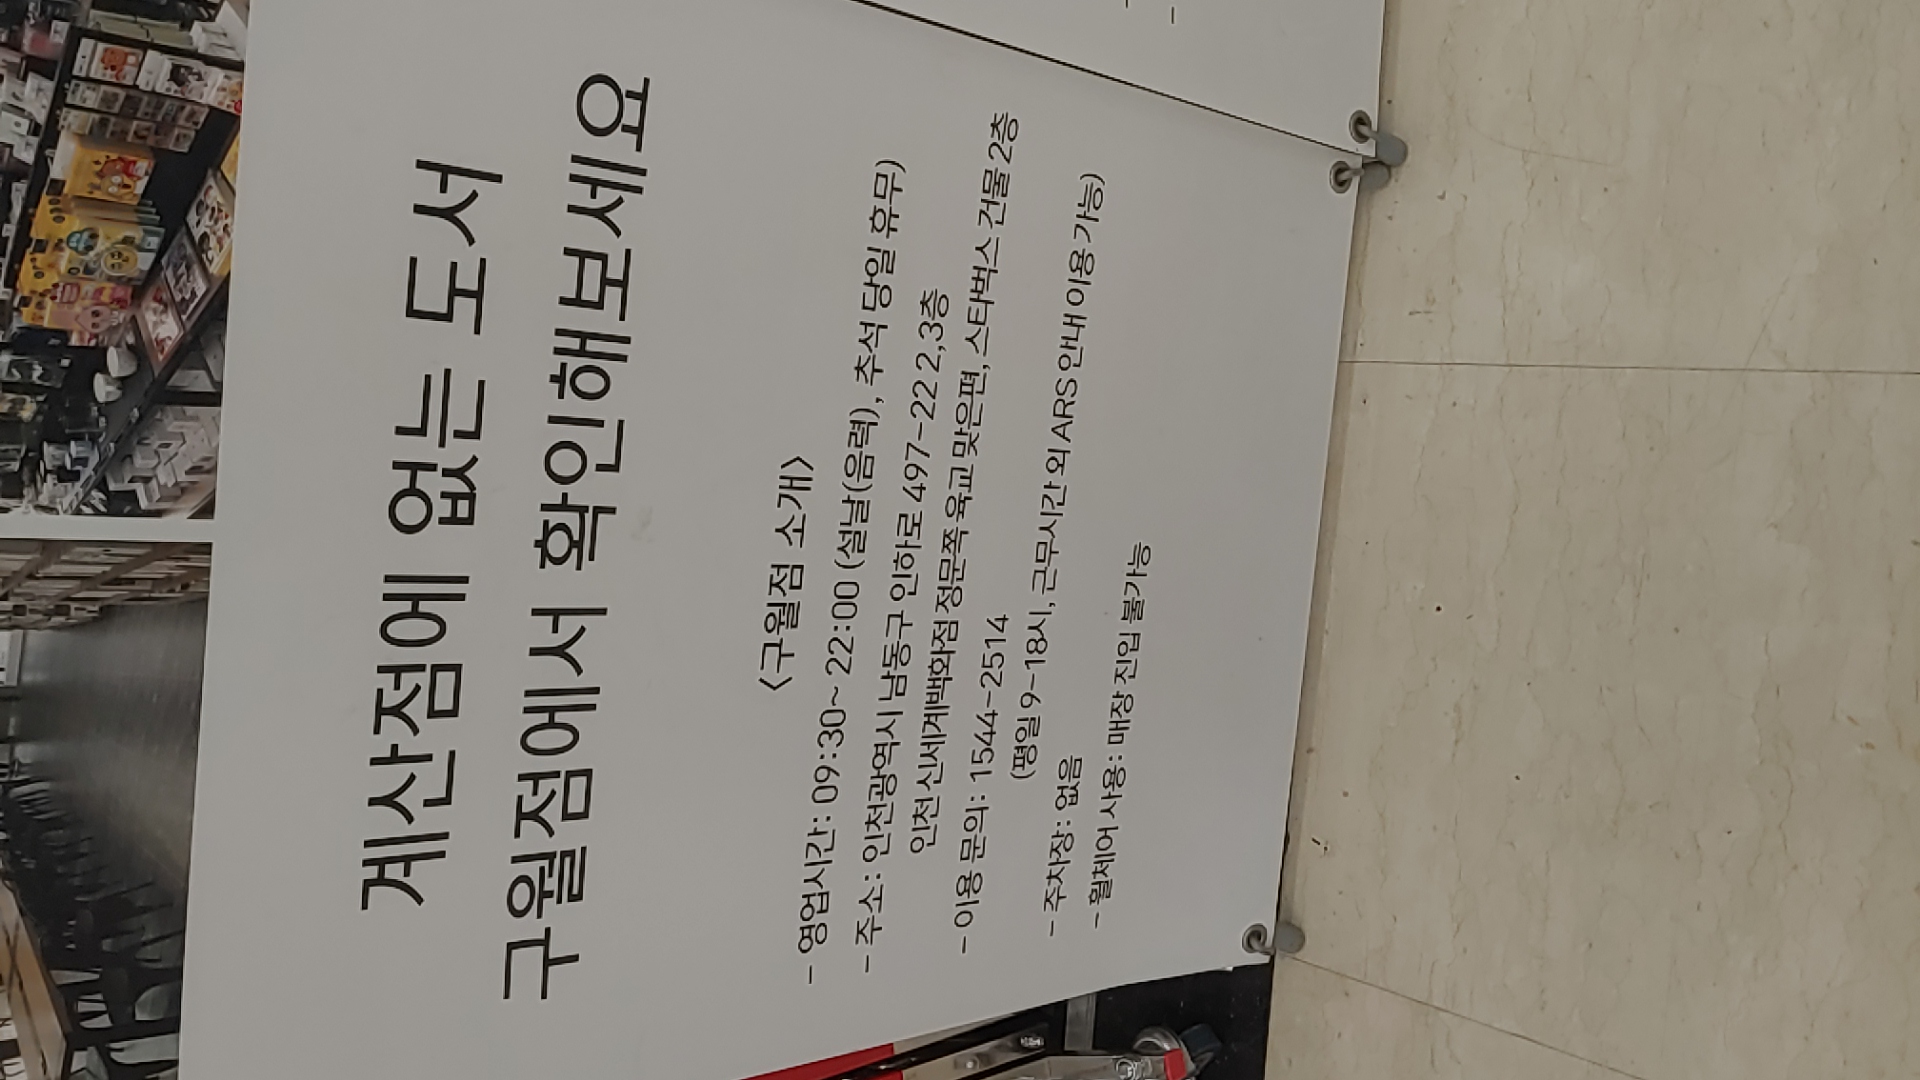 계산점에 없는 도서
구월점에서 확인해보세요
<구월점 소개>
- 영업시간: 09:30~ 22:00 (설날(음력), 추석 당일 휴무)
- 주소: 인천광역시 남동구 인하로 497-22 2,3층
인천 신세계백화점 정문쪽 육교 맞은편, 스타벅스 건물 2층
- 이용 문의: 1544-2514
(평일 9-18시, 근무시간 외 ARS 안내 이용 가능)
- 주차장: 없음
- 휠체어 사용: 매장 진입 불가능